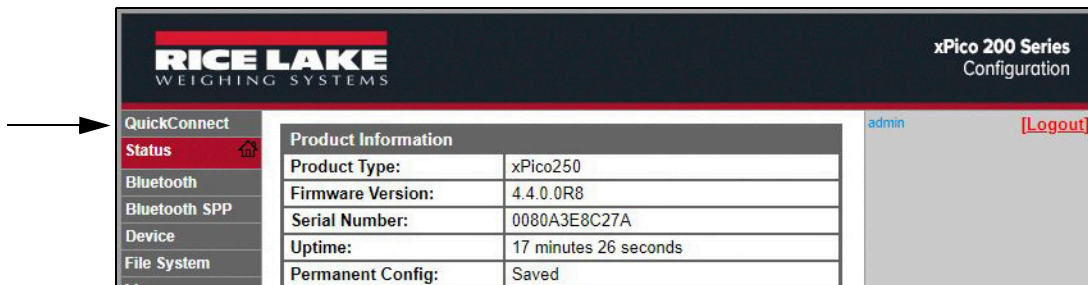 RICE LAKE
WEIGHING SYSTEMS
xPico 200 Series
Configuration
QuickConnect
Status
Bluetooth
Bluetooth SPP
Device
File System
Product Information
Product Type: xPico250
Firmware Version: 4.4.0.0R8
Serial Number: 0080A3E8C27A
Uptime: 17 minutes 26 seconds
Permanent Config: Saved
admin [Logout]